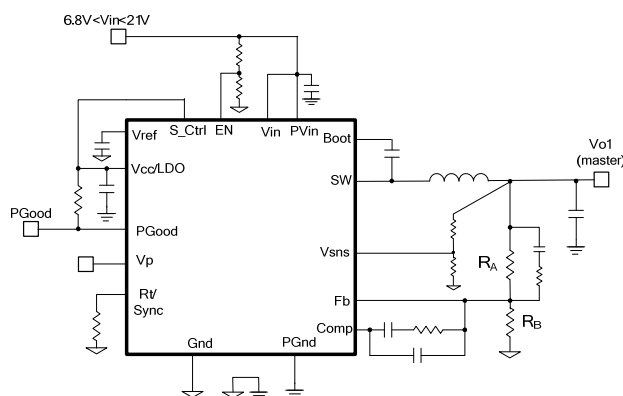 6.8V<Vin<21V
S_Ctrl EN Vin PVin
Vref
Boot
Vo1
(master)
Vcc/LDO
SW
PGood
PGood
Vsns
RA
Vp
Rt/
Sync
Fb
RB
Comp
Gnd PGnd